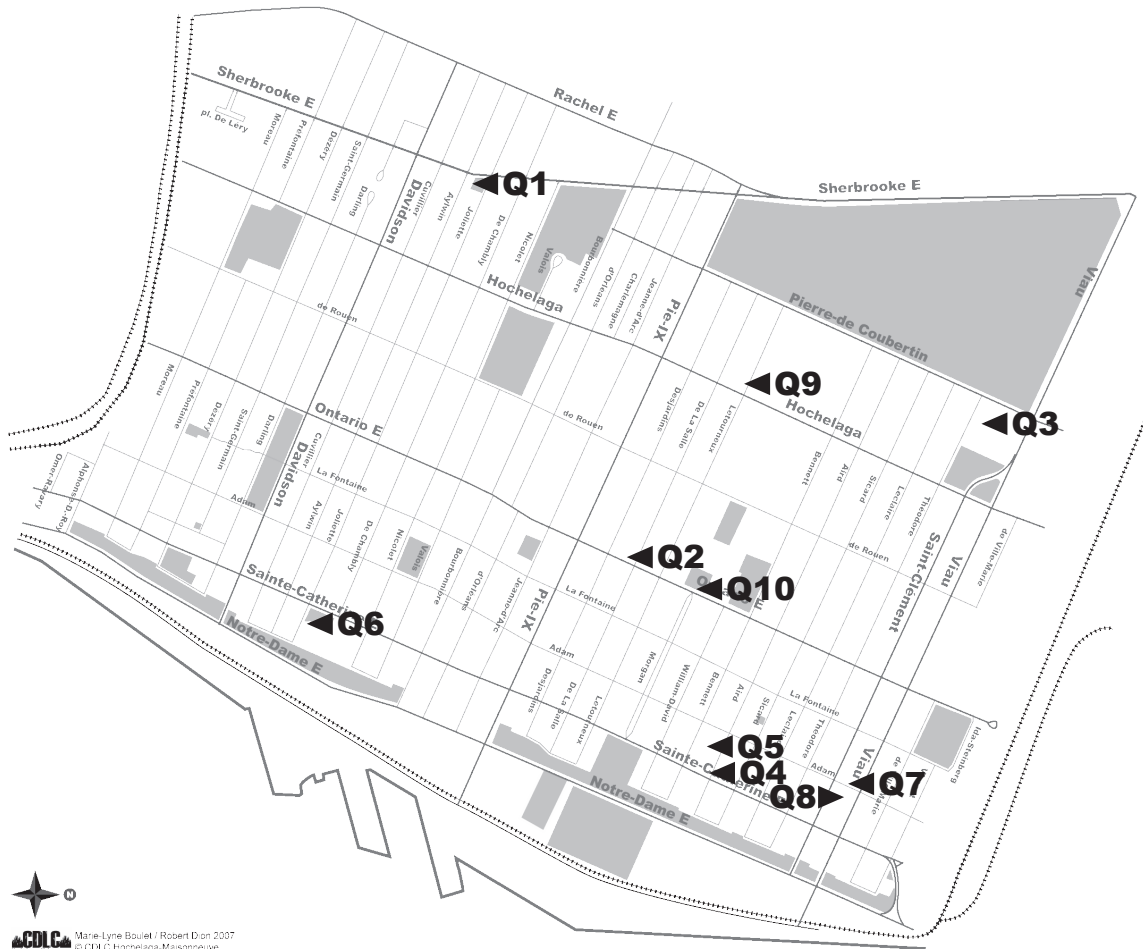 Sherbrooke E
Rachel E
pl. De Léry
Moreau
Préfontaine
Dézéry
Saint-Germain
Darling
Davidson
Cuvillier
Aylwin
Joliette
De Chambly
Nicolet
Valois
Bourbonnière
d'Orléans
Charlemagne
Jeanne-d'Arc
Pie-IX
Q1
Sherbrooke E
Viau
Pierre-de Coubertin
Hochelaga
de Rouen
Q9
Hochelaga
Q3
Moreau
Préfontaine
Dézéry
Saint-Germain
Darling
Ontario E
Cuvillier
Davidson
La Fontaine
Adam
Aylwin
Joliette
De Chambly
Nicolet
Valois
Bourbonnière
d'Orléans
Jeanne-d'Arc
Pie-IX
de Rouen
Desjardins
De La Salle
Letourneux
Bennett
Aird
Sicard
Leclaire
Théodore
Saint-Clément
Viau
de Ville-Marie
de Rouen
Omer-Ravary
Alphonse-D.-Roy
Q2
Q10
La Fontaine
Adam
Sainte-Catherin
Q6
Notre-Dame E
Desjardins
De La Salle
Letourneux
Morgan
William-David
Bennett
Aird
Sicard
Leclair
Théodore
La Fontaine
Adam
Viau
Ida-Steinberg
Q5
Sainte-Catherine
Q4
Q8
Q7
Notre-Dame E
N
CDLC
Marie-Lyne Boulet / Robert Dion 2007
© CDLC Hochelaga-Maisonneuve